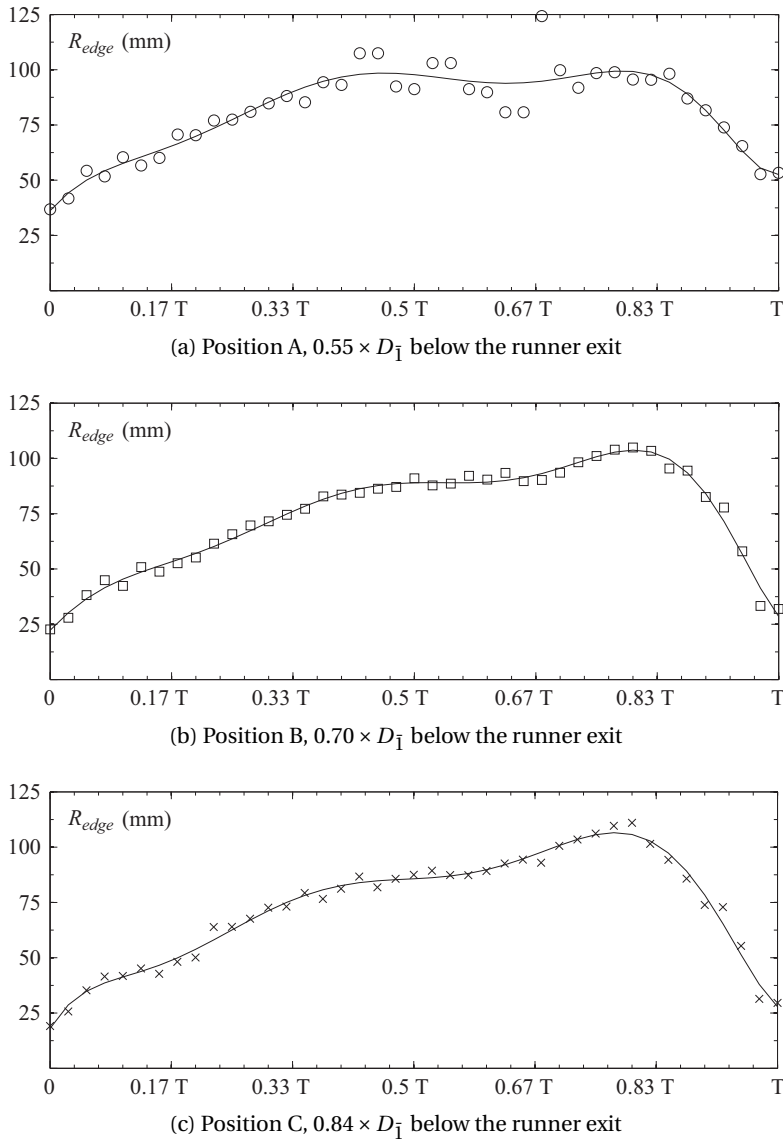 125
R_edge (mm)
100
75
50
25
0 0.17 T 0.33 T 0.5 T 0.67 T 0.83 T T
(a) Position A, 0.55 × D_1̄ below the runner exit
125
R_edge (mm)
100
75
50
25
0 0.17 T 0.33 T 0.5 T 0.67 T 0.83 T T
(b) Position B, 0.70 × D_1̄ below the runner exit
125
R_edge (mm)
100
75
50
25
0 0.17 T 0.33 T 0.5 T 0.67 T 0.83 T T
(c) Position C, 0.84 × D_1̄ below the runner exit